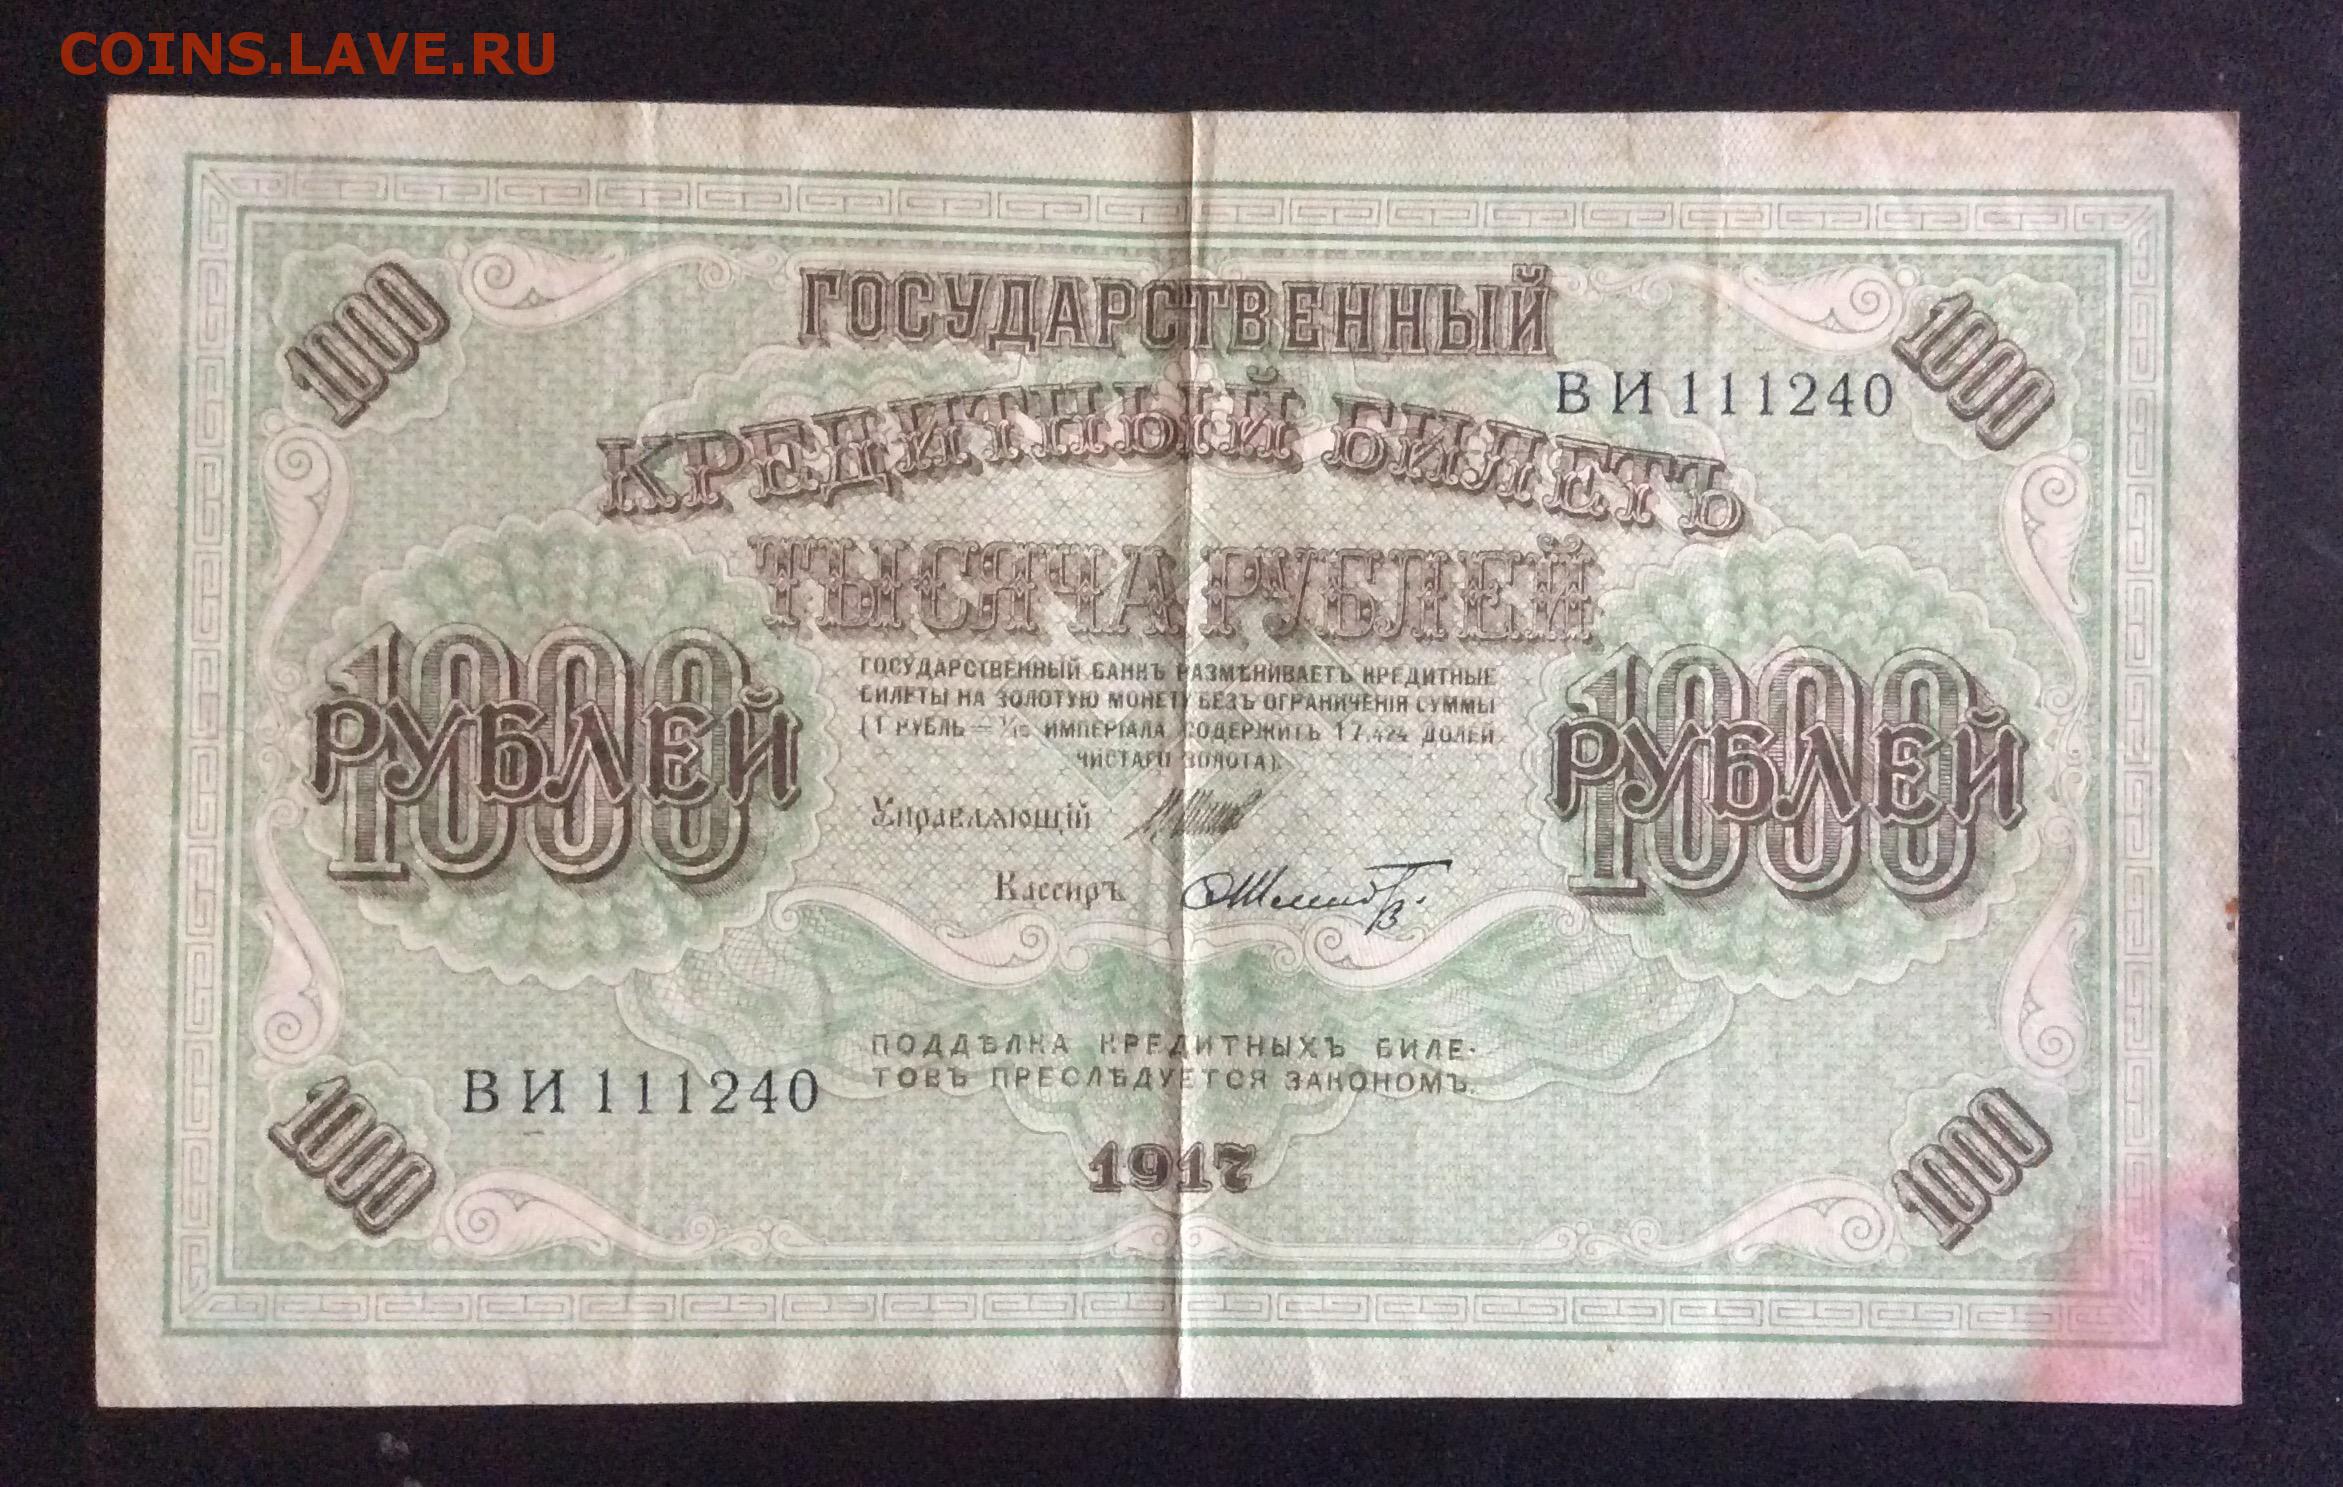 COINS.LAVE.RU
1000
1000
ГОСУДАРСТВЕННЫЙ
ВИ 111240
КРЕДИТНЫЙ БИЛЕТЪ
ТЫСЯЧА РУБЛЕЙ
1000
РУБЛЕЙ
ГОСУДАРСТВЕННЫЙ БАНКЪ РАЗМѢНИВАЕТЪ КРЕДИТНЫЕ
БИЛЕТЫ НА ЗОЛОТУЮ МОНЕТУ БЕЗЪ ОГРАНИЧЕНІЯ СУММЫ
(1 РУБЛЬ = 1/15 ИМПЕРІАЛА СОДЕРЖИТЪ 17,424 ДОЛЕЙ
ЧИСТАГО ЗОЛОТА).
1000
РУБЛЕЙ
Управляющій
Кассиръ
ПОДДѢЛКА КРЕДИТНЫХЪ БИЛЕ-
ТОВЪ ПРЕСЛѢДУЕТСЯ ЗАКОНОМЪ.
ВИ 111240
1000
1917
1000